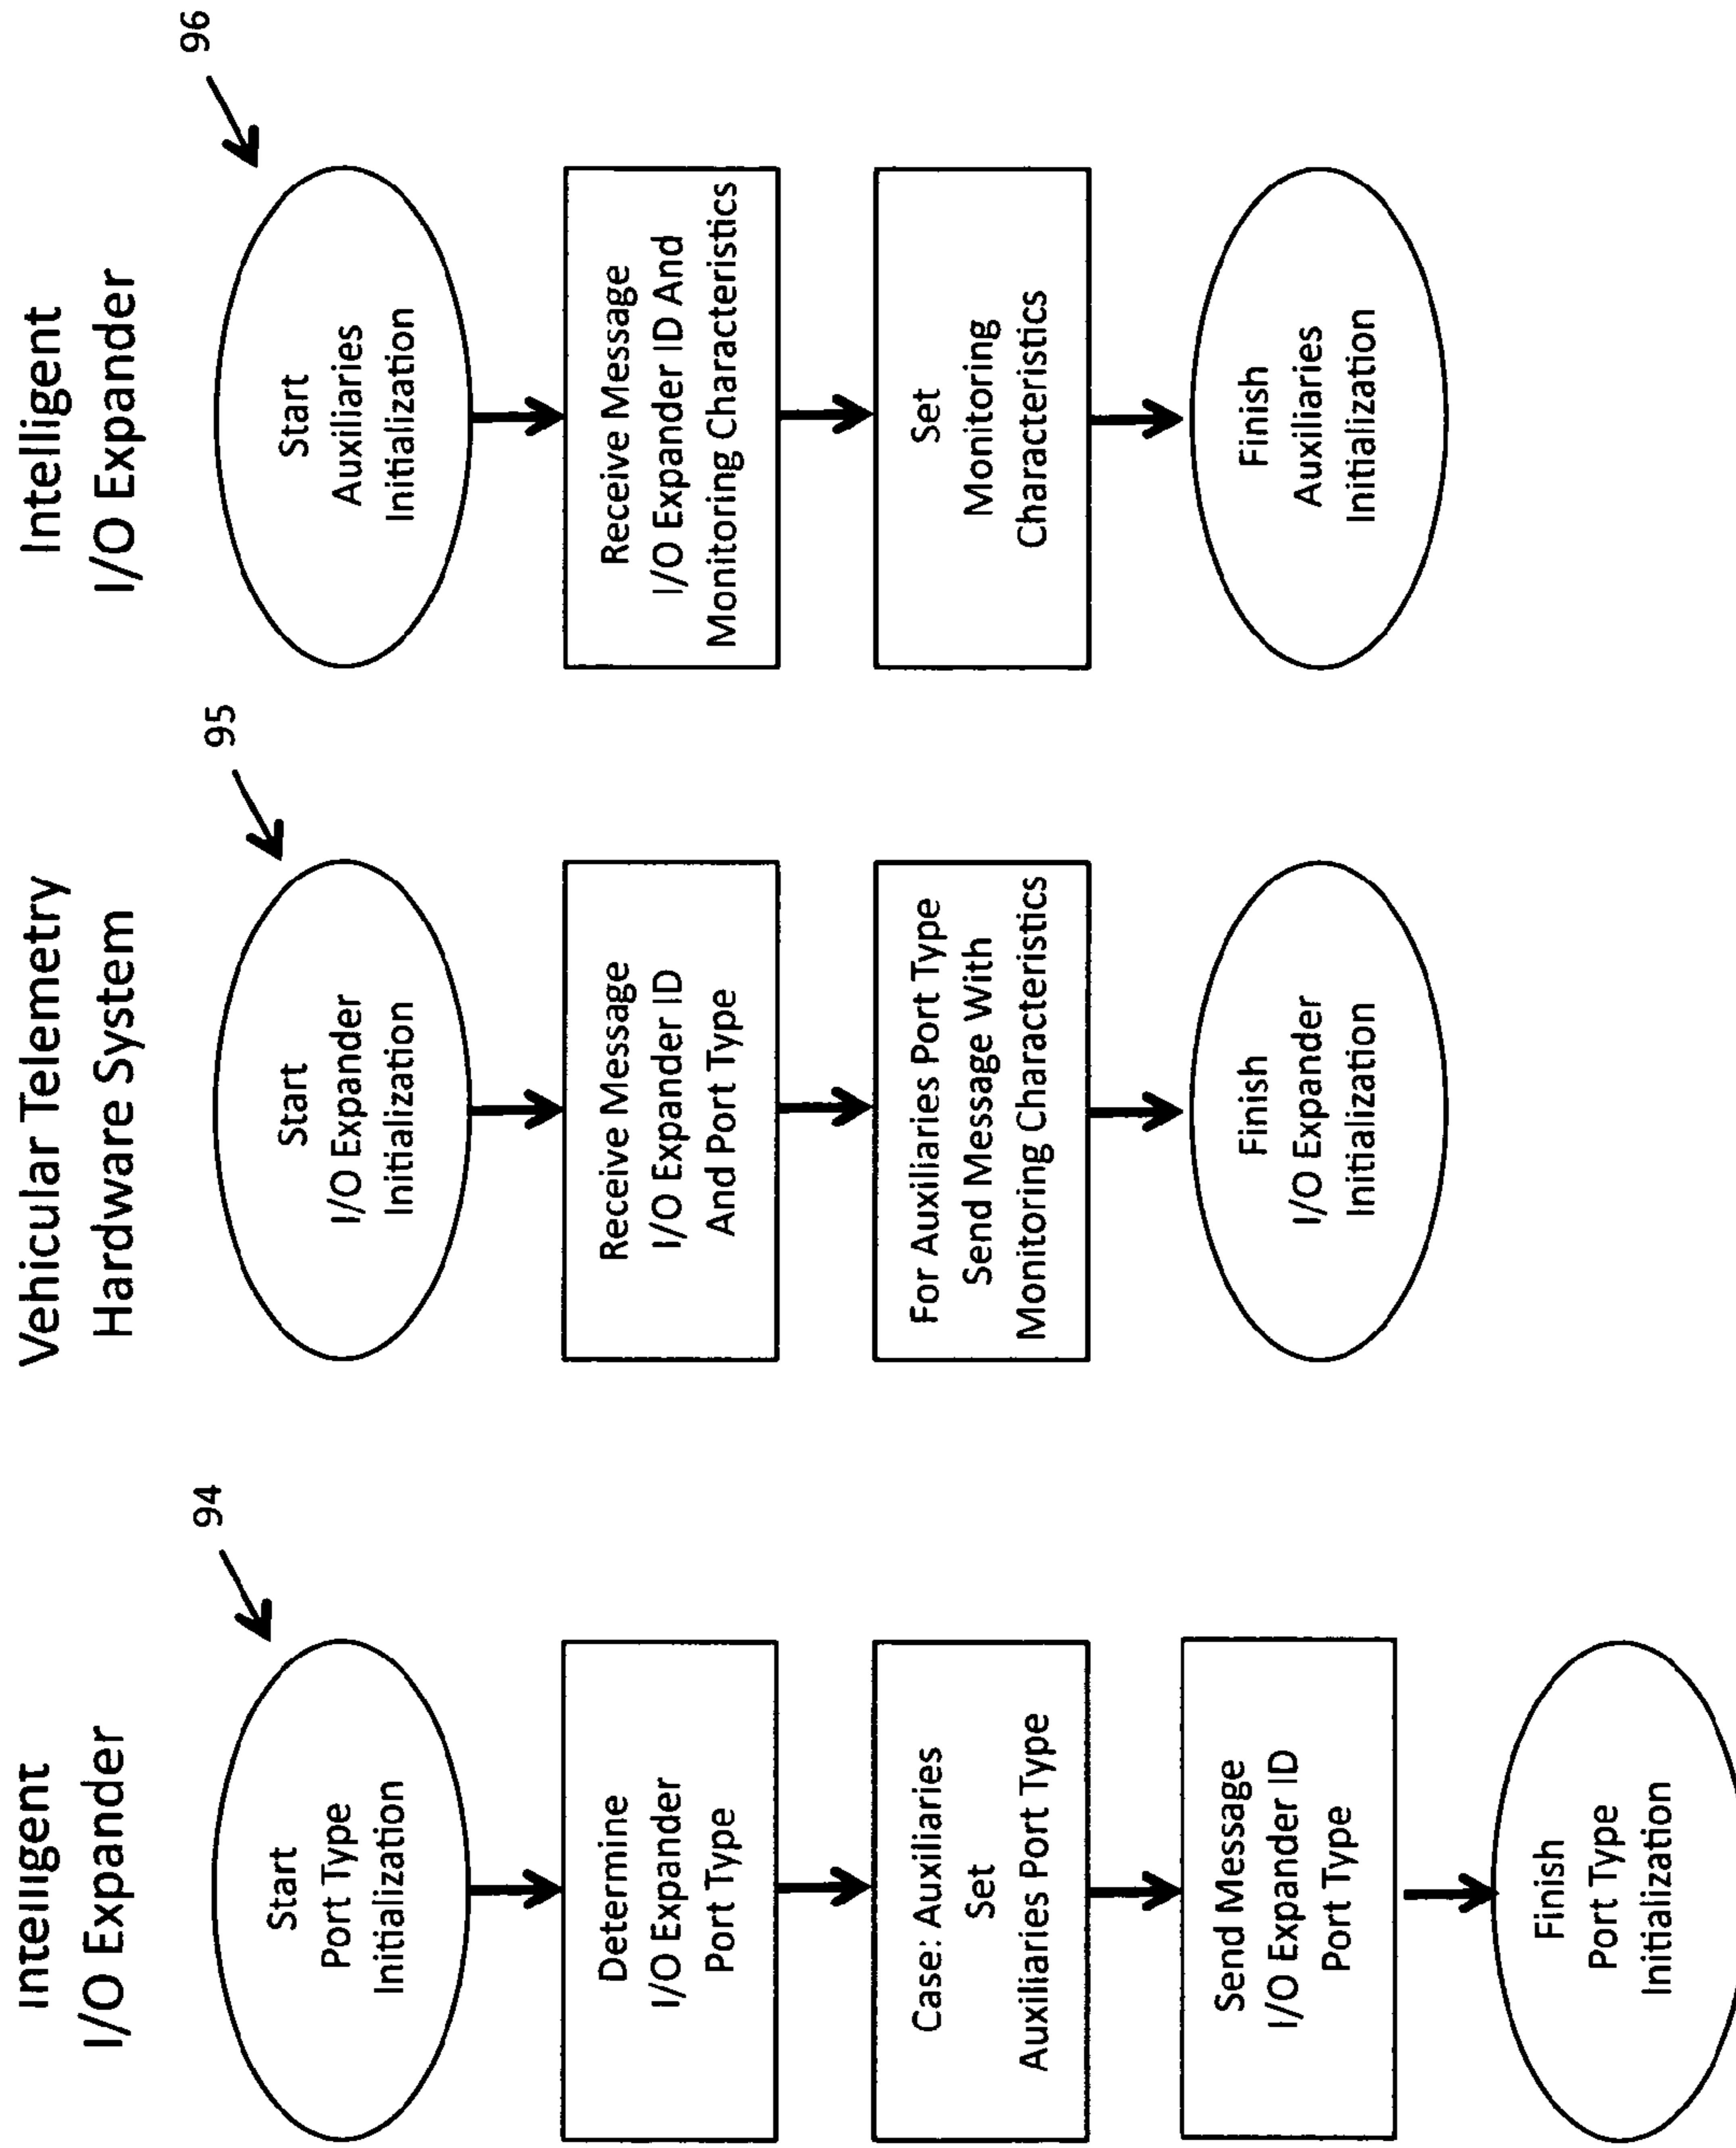 Intelligent
I/O Expander
94
Start
Port Type
Initialization
Determine
I/O Expander
Port Type
Case: Auxiliaries
Set
Auxiliaries Port Type
Send Message
I/O Expander ID
Port Type
Finish
Port Type
Initialization
Vehicular Telemetry
Hardware System
95
Start
I/O Expander
Initialization
Receive Message
I/O Expander ID
And Port Type
For Auxiliaries Port Type
Send Message With
Monitoring Characteristics
Finish
I/O Expander
Initialization
Intelligent
I/O Expander
96
Start
Auxiliaries
Initialization
Receive Message
I/O Expander ID And
Monitoring Characteristics
Set
Monitoring
Characteristics
Finish
Auxiliaries
Initialization